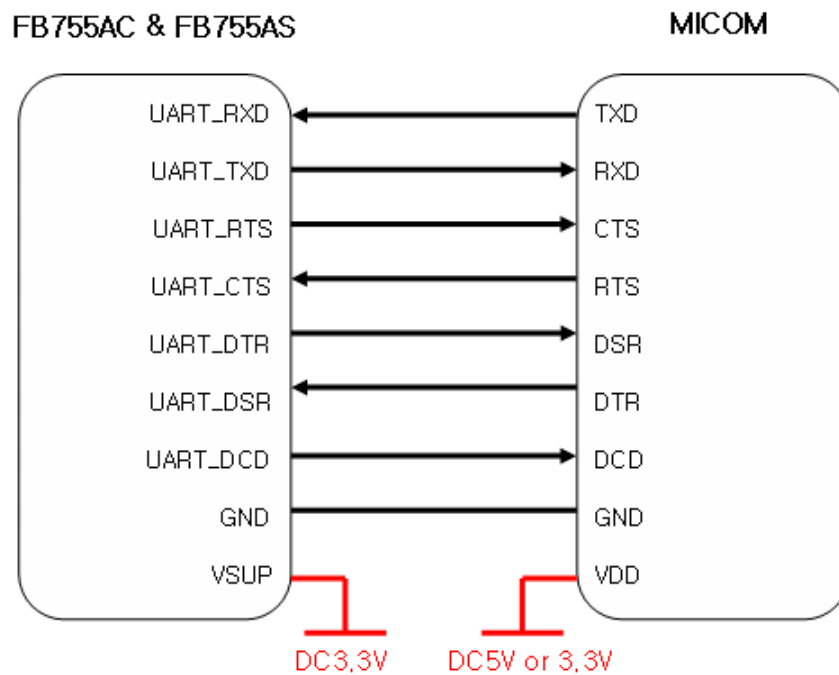 FB755AC & FB755AS
MICOM
UART_RXD
TXD
UART_TXD
RXD
UART_RTS
CTS
UART_CTS
RTS
UART_DTR
DSR
UART_DSR
DTR
UART_DCD
DCD
GND
GND
VSUP
VDD
DC3.3V
DC5V or 3.3V